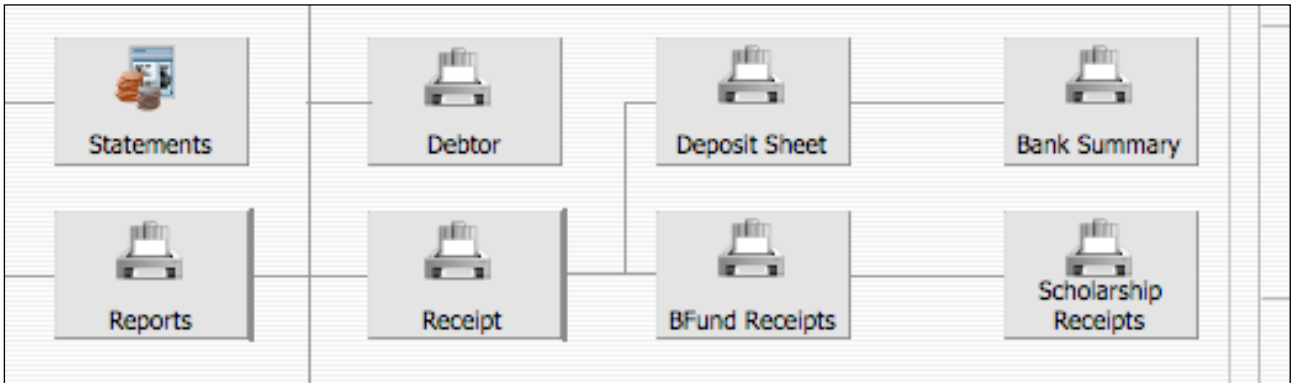 Statements
Debtor
Deposit Sheet
Bank Summary
Reports
Receipt
BFund Receipts
Scholarship
Receipts